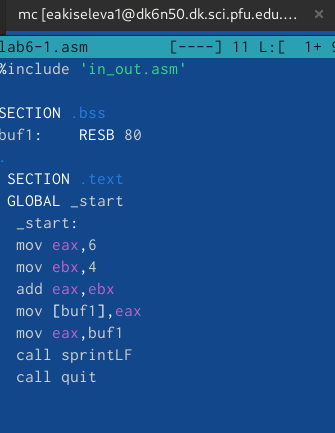 mc [eakiseleva1@dk6n50.dk.sci.pfu.edu.... ×
lab6-1.asm [----] 11 L:[ 1+ 9
%include 'in_out.asm'
SECTION .bss
buf1: RESB 80
.
SECTION .text
GLOBAL _start
_start:
mov eax,6
mov ebx,4
add eax,ebx
mov [buf1],eax
mov eax,buf1
call sprintLF
call quit